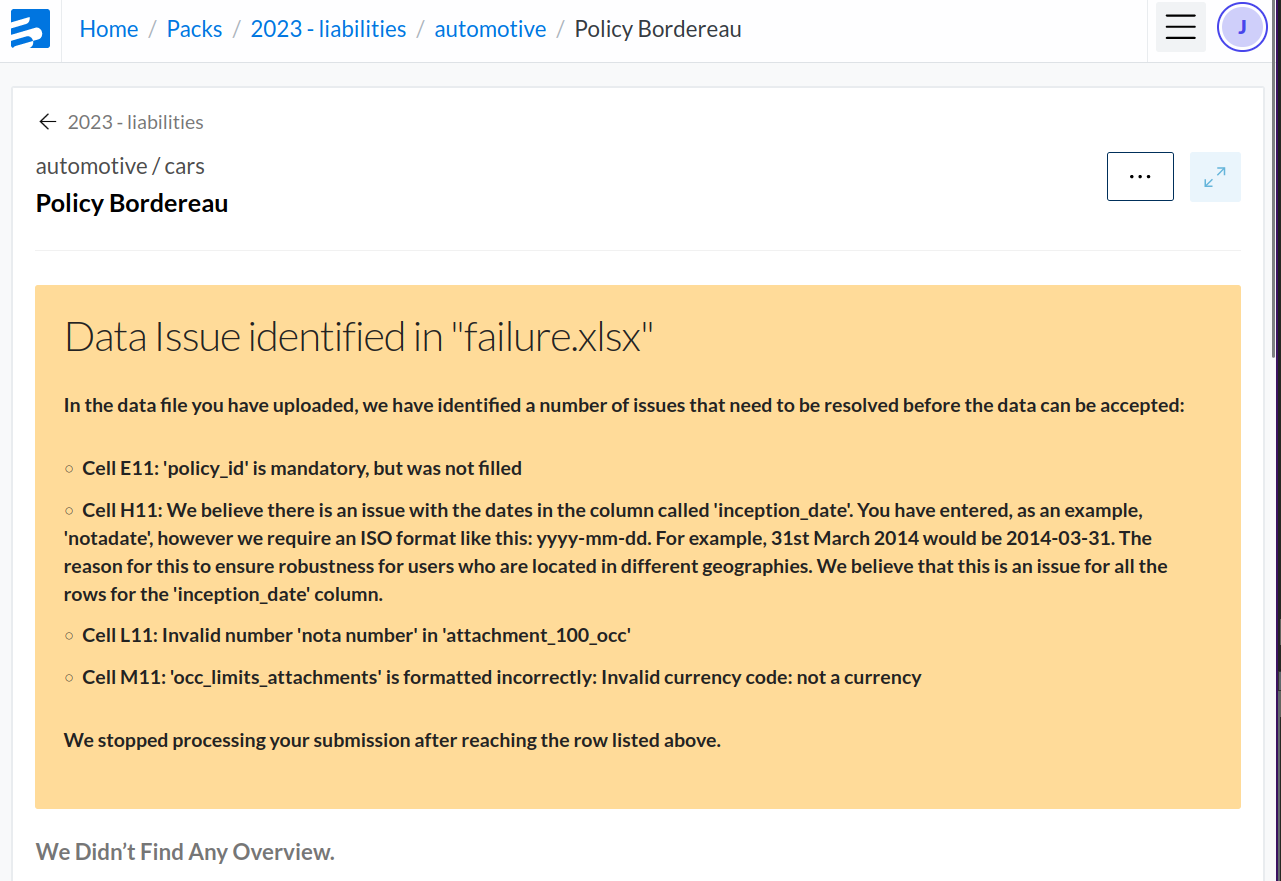 Home / Packs / 2023 - liabilities / automotive / Policy Bordereau
J
2023 - liabilities
automotive / cars
Policy Bordereau
...
Data Issue identified in "failure.xlsx"
In the data file you have uploaded, we have identified a number of issues that need to be resolved before the data can be accepted:
Cell E11: 'policy_id' is mandatory, but was not filled
Cell H11: We believe there is an issue with the dates in the column called 'inception_date'. You have entered, as an example,
'notadate', however we require an ISO format like this: yyyy-mm-dd. For example, 31st March 2014 would be 2014-03-31. The
reason for this to ensure robustness for users who are located in different geographies. We believe that this is an issue for all the
rows for the 'inception_date' column.
Cell L11: Invalid number 'nota number' in 'attachment_100_occ'
Cell M11: 'occ_limits_attachments' is formatted incorrectly: Invalid currency code: not a currency
We stopped processing your submission after reaching the row listed above.
We Didn’t Find Any Overview.